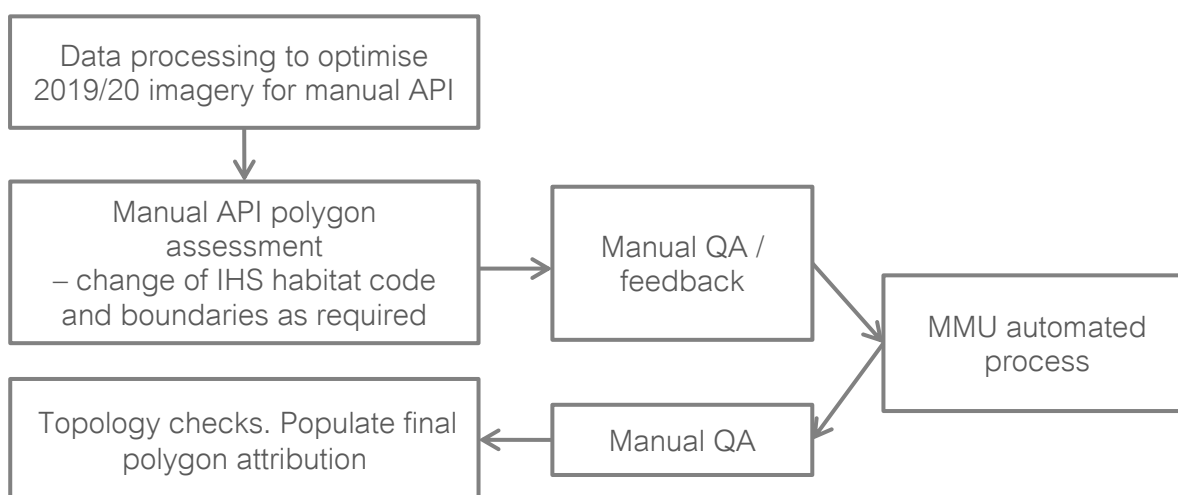 Data processing to optimise
2019/20 imagery for manual API
Manual API polygon
assessment
– change of IHS habitat code
and boundaries as required
Manual QA /
feedback
MMU automated
process
Manual QA
Topology checks. Populate final
polygon attribution